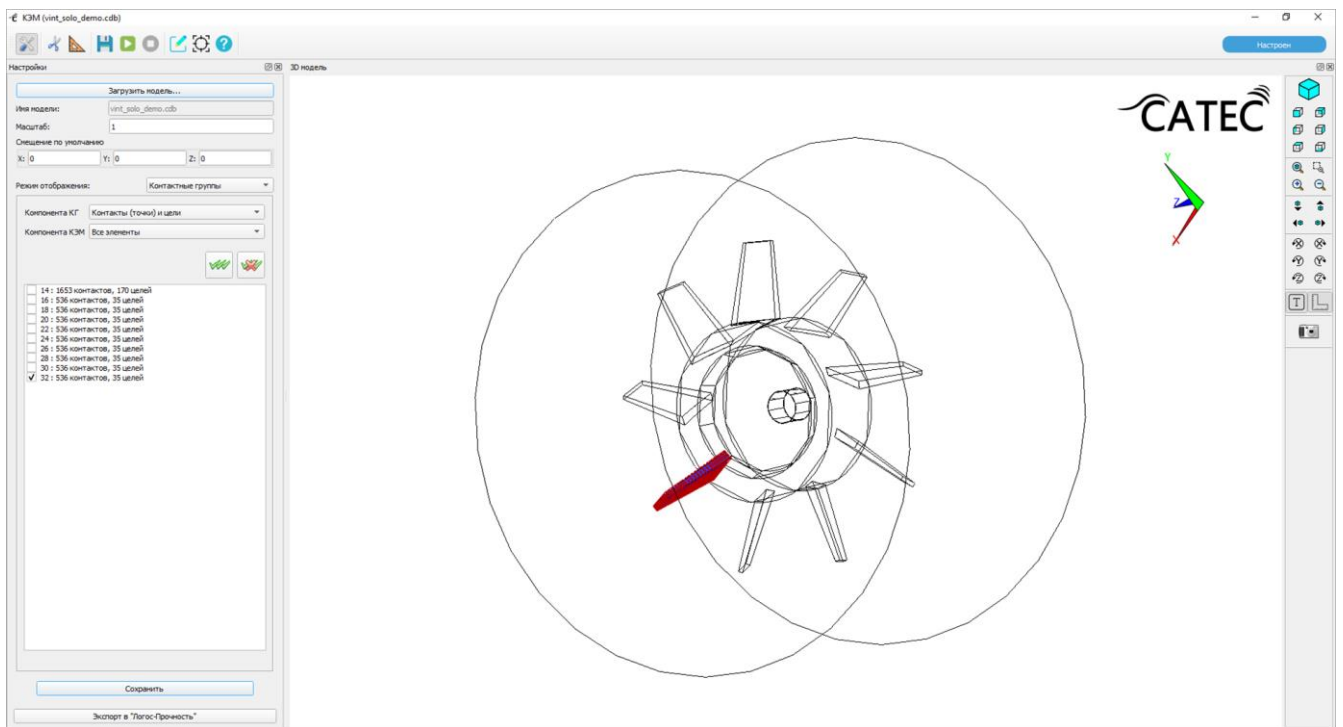 КЭМ (vint_solo_demo.cdb)
Настроен
Настройки
3D модель
Загрузить модель...
Имя модели: vint_solo_demo.cdb
Масштаб: 1
Смещение по умолчанию
X: 0 Y: 0 Z: 0
Режим отображения: Контактные группы
Компонента КГ Контакты (точки) и цели
Компонента КЭМ Все элементы
14 : 1653 контактов, 170 целей
16 : 536 контактов, 35 целей
18 : 536 контактов, 35 целей
20 : 536 контактов, 35 целей
22 : 536 контактов, 35 целей
24 : 536 контактов, 35 целей
26 : 536 контактов, 35 целей
28 : 536 контактов, 35 целей
30 : 536 контактов, 35 целей
32 : 536 контактов, 35 целей
Сохранить
Экспорт в "Логос-Прочность"
САТЕС
Y
Z
X
T